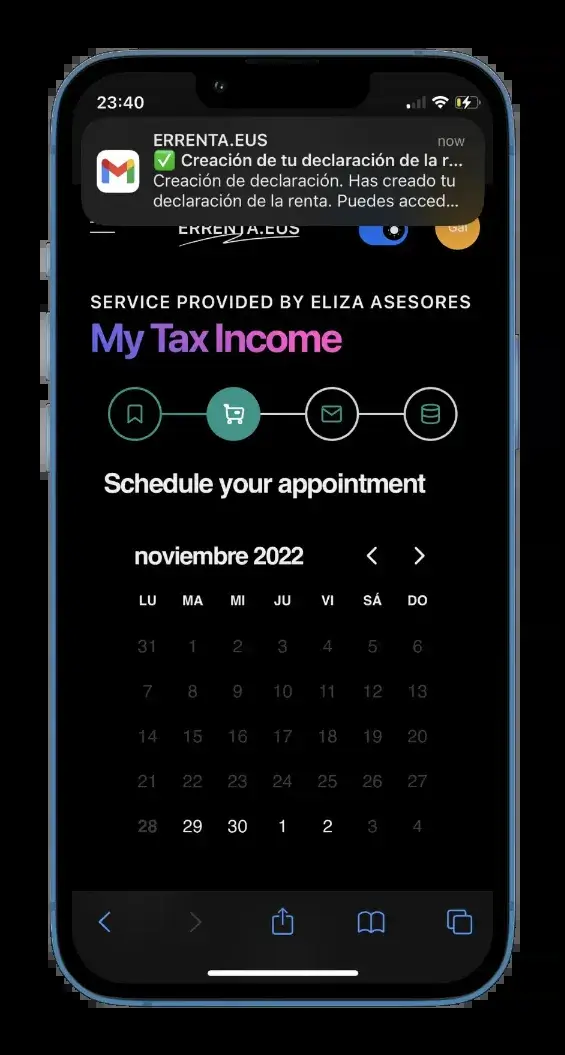 23:40
ERRENTA.EUS now
✅ Creación de tu declaración de la r...
Creación de declaración. Has creado tu
declaración de la renta. Puedes acced...
ERRENTA.EUS
Gar
SERVICE PROVIDED BY ELIZA ASESORES
My Tax Income
Schedule your appointment
noviembre 2022
LU MA MI JU VI SÁ DO
31 1 2 3 4 5 6
7 8 9 10 11 12 13
14 15 16 17 18 19 20
21 22 23 24 25 26 27
28 29 30 1 2 3 4